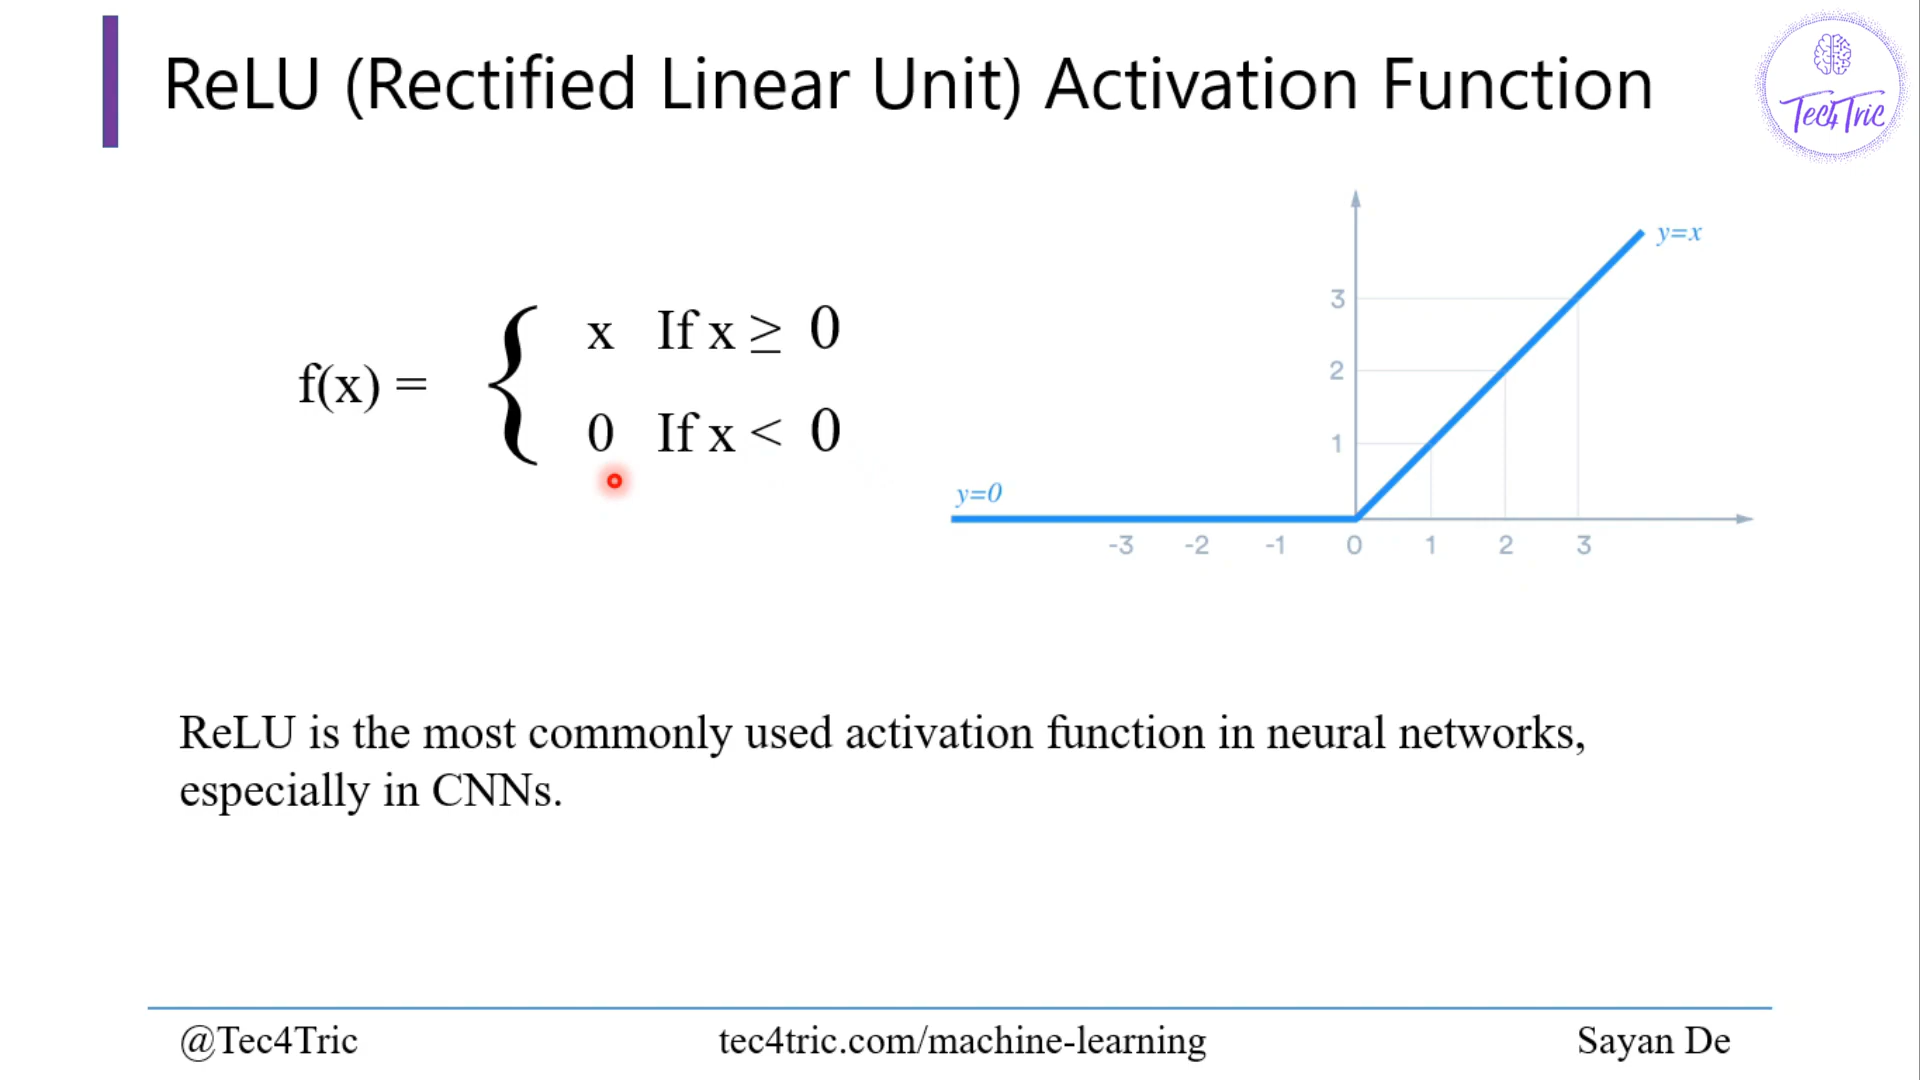 ReLU (Rectified Linear Unit) Activation Function
Tec4Tric
f(x) = { x If x ≥ 0
0 If x < 0
y=x
3
2
1
y=0
-3 -2 -1 0 1 2 3
ReLU is the most commonly used activation function in neural networks,
especially in CNNs.
@Tec4Tric tec4tric.com/machine-learning Sayan De